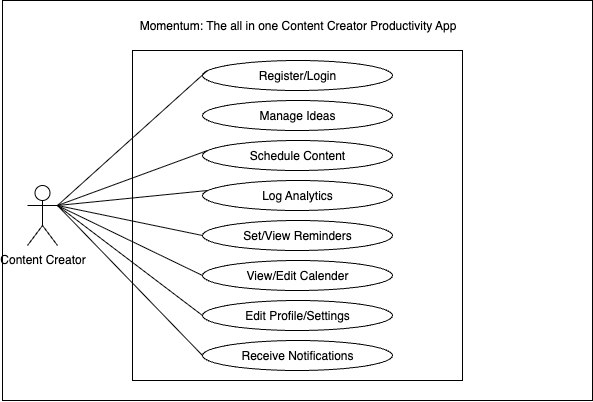 Momentum: The all in one Content Creator Productivity App
Register/Login
Manage Ideas
Schedule Content
Log Analytics
Set/View Reminders
View/Edit Calender
Edit Profile/Settings
Receive Notifications
Content Creator